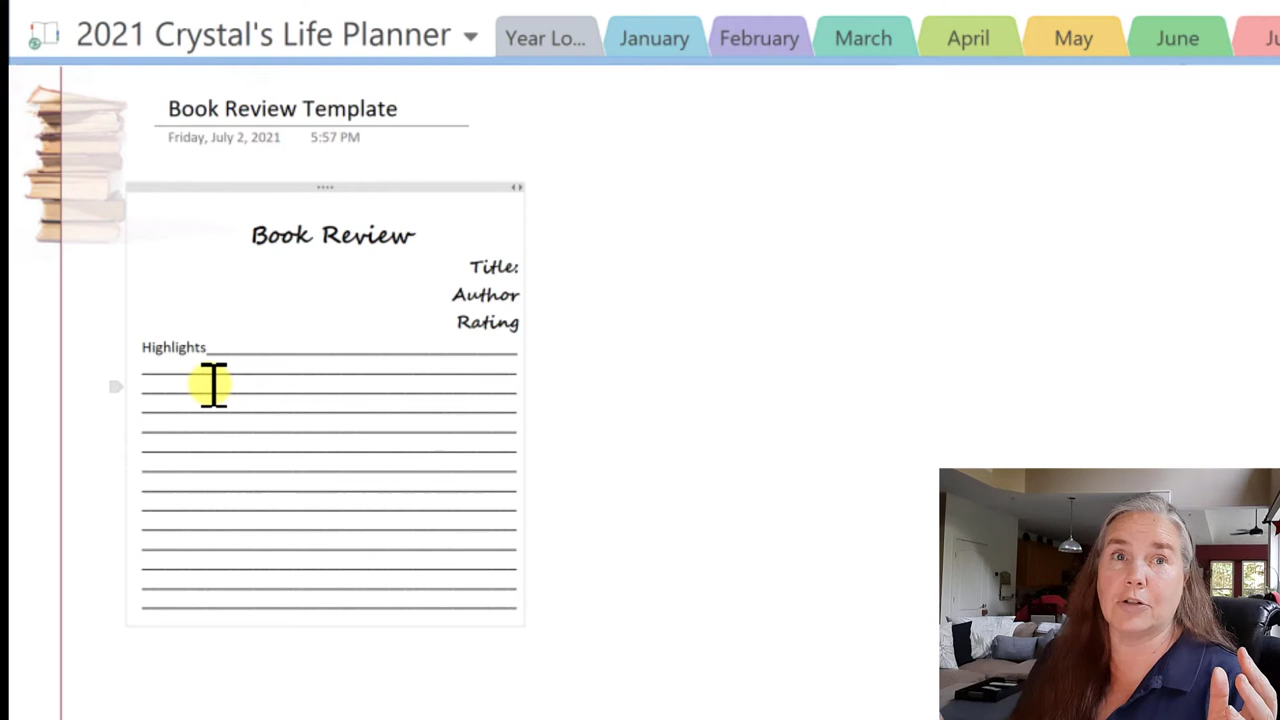 2021 Crystal's Life Planner
Year Lo...
January
February
March
April
May
June
Ju
Book Review Template
Friday, July 2, 2021 5:57 PM
Book Review
Title:
Author
Rating
Highlights